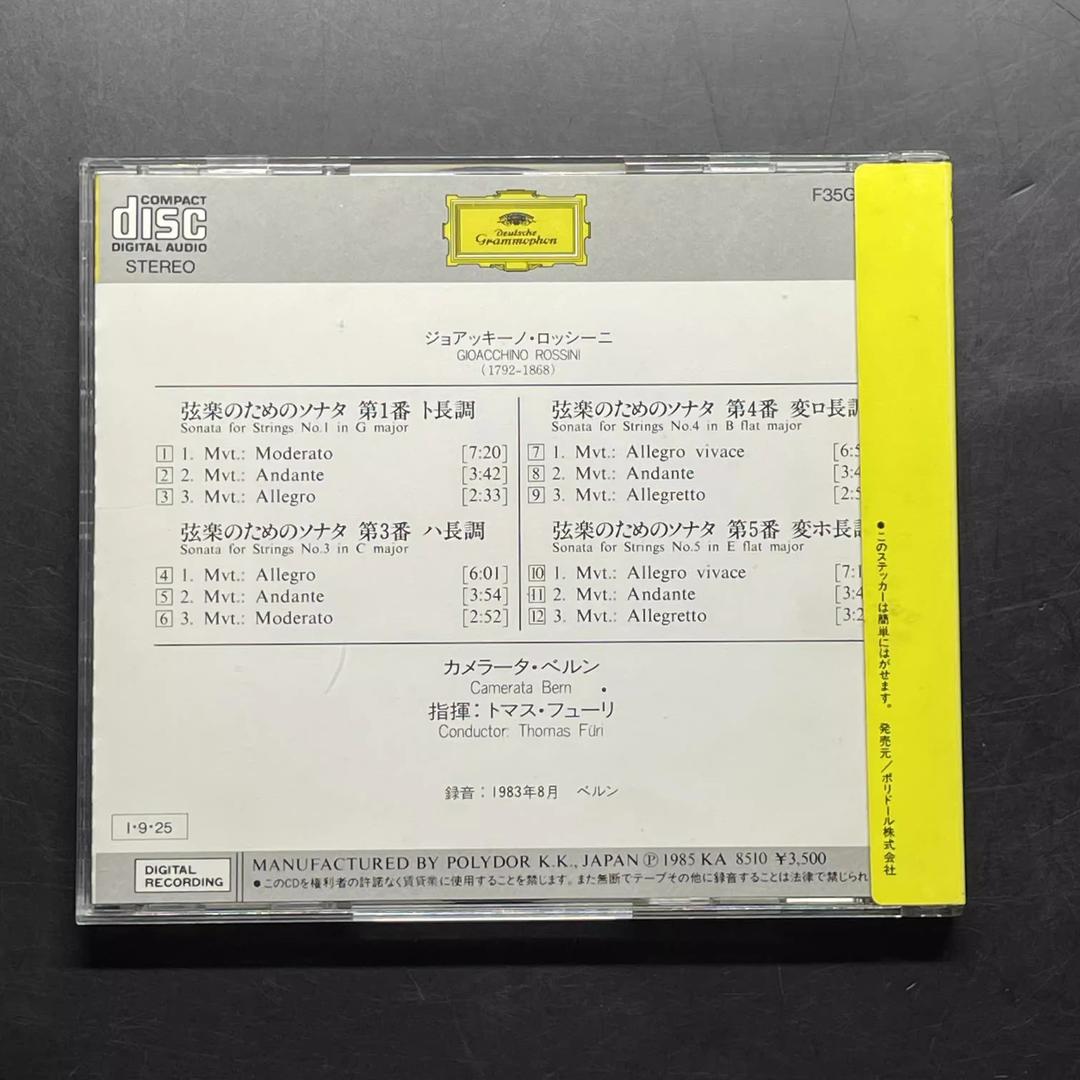 COMPACT
disc
DIGITAL AUDIO
STEREO
Deutsche
Grammophon
F35G
ジョアッキーノ・ロッシーニ
GIOACCHINO ROSSINI
(1792-1868)
弦楽のためのソナタ 第1番 ト長調
Sonata for Strings No.1 in G major
1 1. Mvt.: Moderato [7:20]
2 2. Mvt.: Andante [3:42]
3 3. Mvt.: Allegro [2:33]
弦楽のためのソナタ 第3番 ハ長調
Sonata for Strings No.3 in C major
4 1. Mvt.: Allegro [6:01]
5 2. Mvt.: Andante [3:54]
6 3. Mvt.: Moderato [2:52]
弦楽のためのソナタ 第4番 変ロ長調
Sonata for Strings No.4 in B flat major
7 1. Mvt.: Allegro vivace [6:5
8 2. Mvt.: Andante [3:4
9 3. Mvt.: Allegretto [2:5
弦楽のためのソナタ 第5番 変ホ長調
Sonata for Strings No.5 in E flat major
10 1. Mvt.: Allegro vivace [7:1
11 2. Mvt.: Andante [3:4
12 3. Mvt.: Allegretto [3:2
カメラータ・ベルン
Camerata Bern
指揮:トマス・フューリ
Conductor: Thomas Füri
録音:1983年8月 ベルン
I・9・25
DIGITAL
RECORDING
MANUFACTURED BY POLYDOR K.K., JAPAN Ⓟ 1985 KA 8510 ¥3,500
●このCDを権利者の許諾なく賃貸業に使用することを禁じます。また無断でテープその他に録音することは法律で禁じられ
●このステッカーは簡単にはがせます。 発売元/ポリドール株式会社